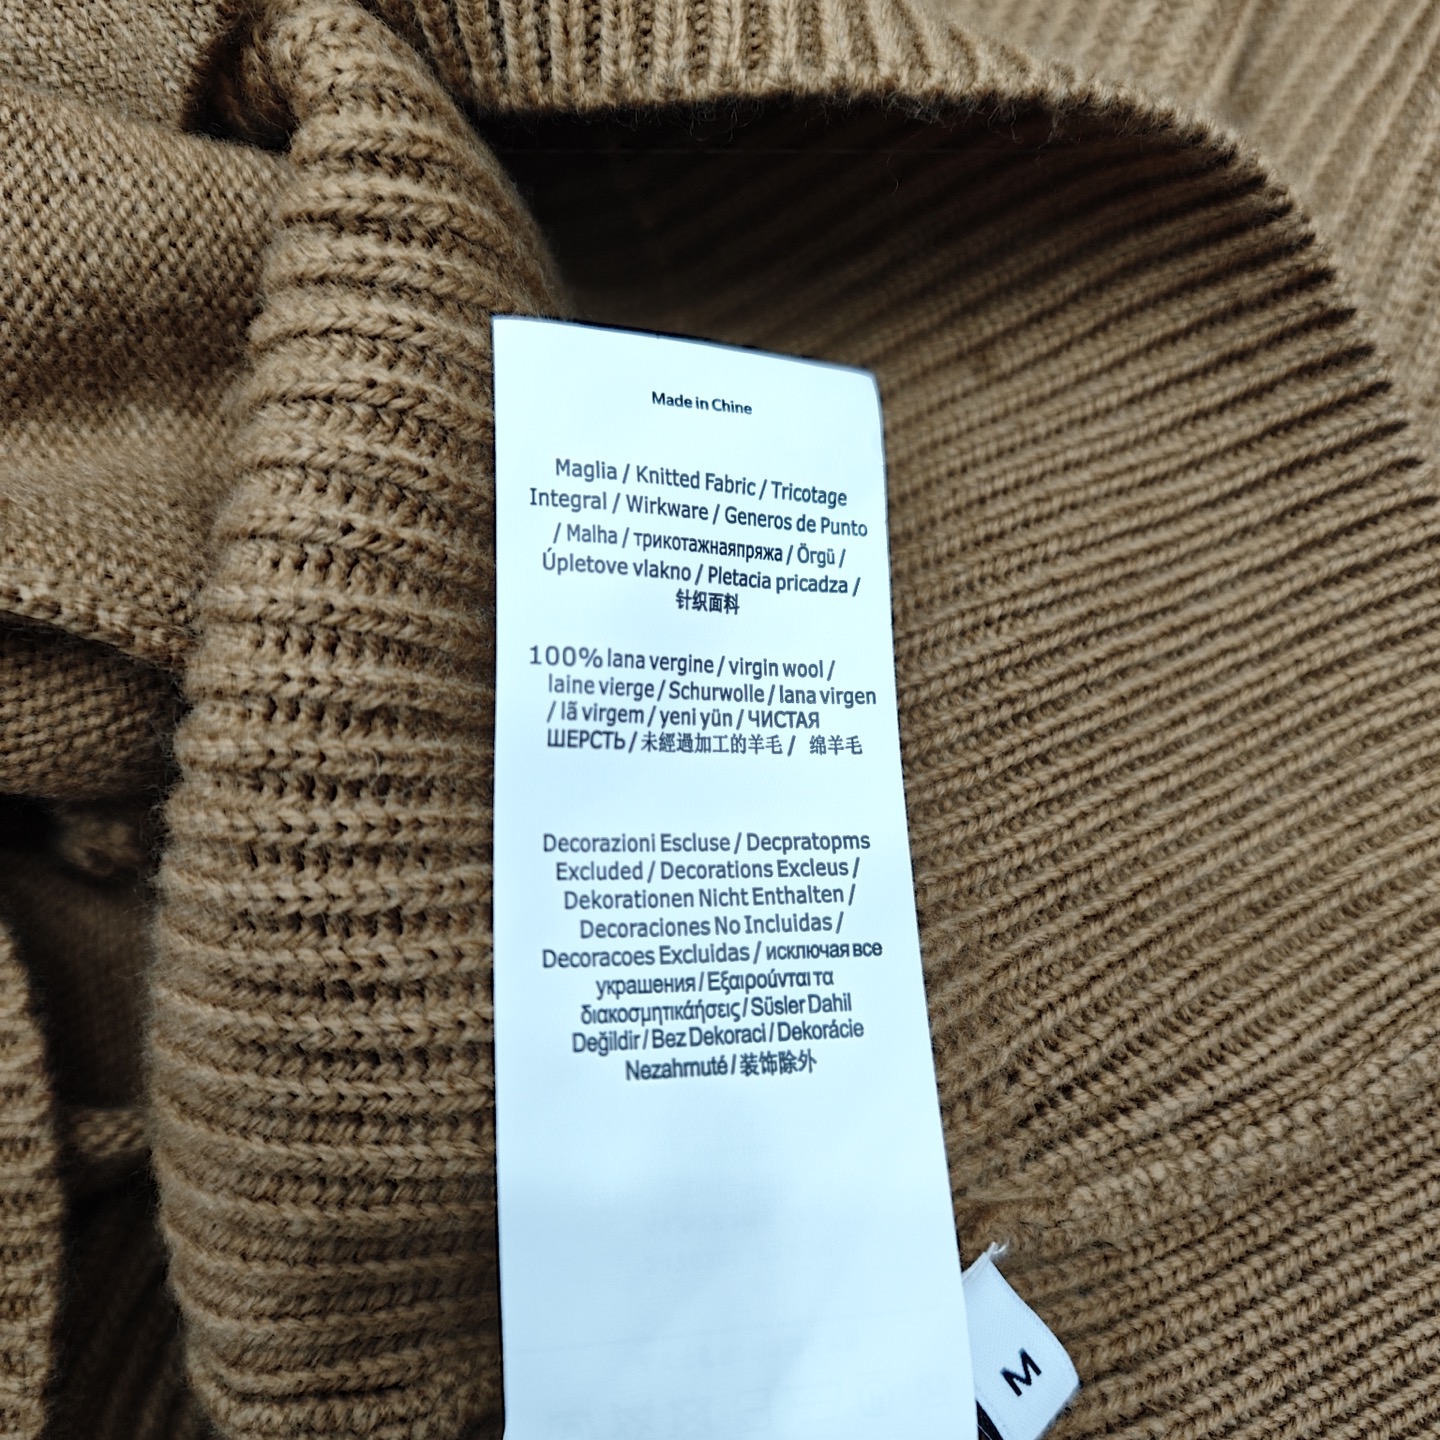 Made in Chine
Maglia / Knitted Fabric / Tricotage
Integral / Wirkware / Generos de Punto
/ Malha / трикотажнаяпряжа / Örgü /
Úpletove vlakno / Pletacia pricadza /
针织面料
100% lana vergine / virgin wool /
laine vierge / Schurwolle / lana virgen
/ lã virgem / yeni yün / ЧИСТАЯ
ШЕРСТЬ / 未經過加工的羊毛 / 绵羊毛
Decorazioni Escluse / Decpratopms
Excluded / Decorations Excleus /
Dekorationen Nicht Enthalten /
Decoraciones No Incluidas /
Decoracoes Excluidas / исключая все
украшения / Εξαιρούνται τα
διακοσμητικάήσεις / Süsler Dahil
Değildir / Bez Dekoraci / Dekorácie
Nezahrnuté / 装饰除外
M